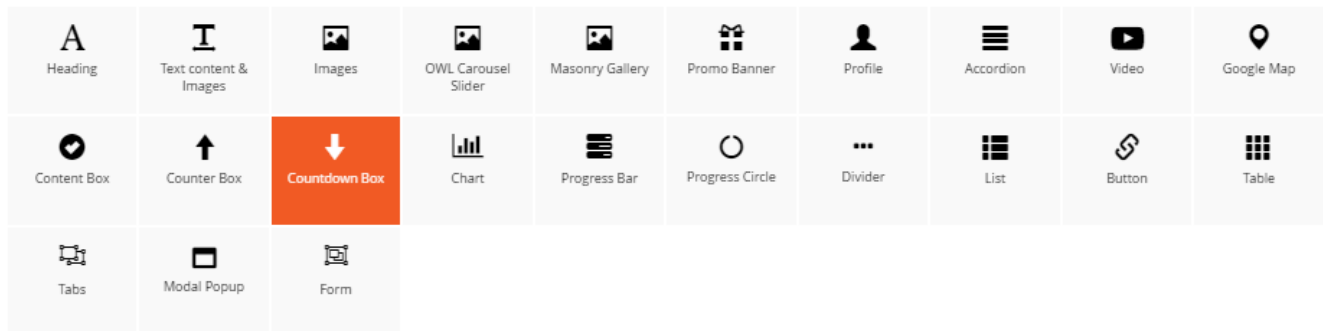 Heading
Text content &
Images
Images
OWL Carousel
Slider
Masonry Gallery
Promo Banner
Profile
Accordion
Video
Google Map
Content Box
Counter Box
Countdown Box
Chart
Progress Bar
Progress Circle
Divider
List
Button
Table
Tabs
Modal Popup
Form